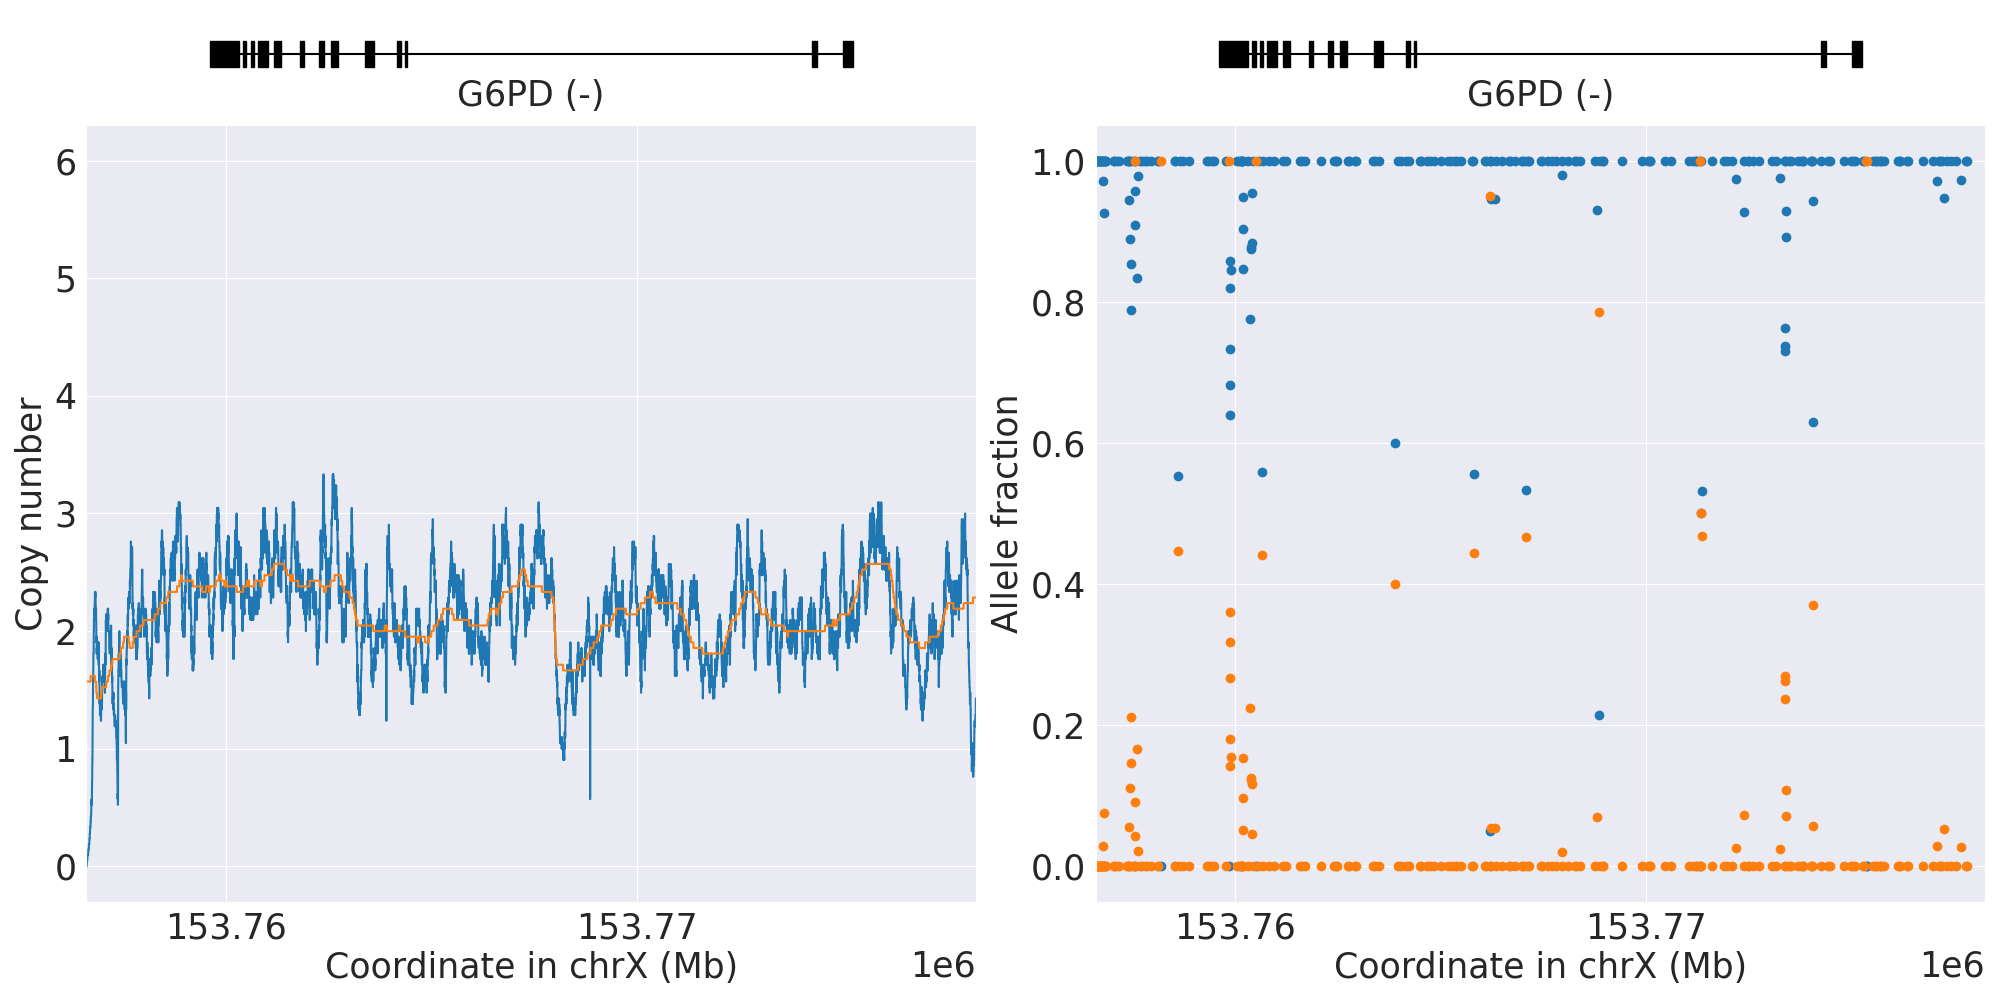 G6PD (-)
6
5
4
3
2
1
0
Copy number
153.76
153.77
Coordinate in chrX (Mb)
1e6
G6PD (-)
1.0
0.8
0.6
0.4
0.2
0.0
Allele fraction
153.76
153.77
Coordinate in chrX (Mb)
1e6